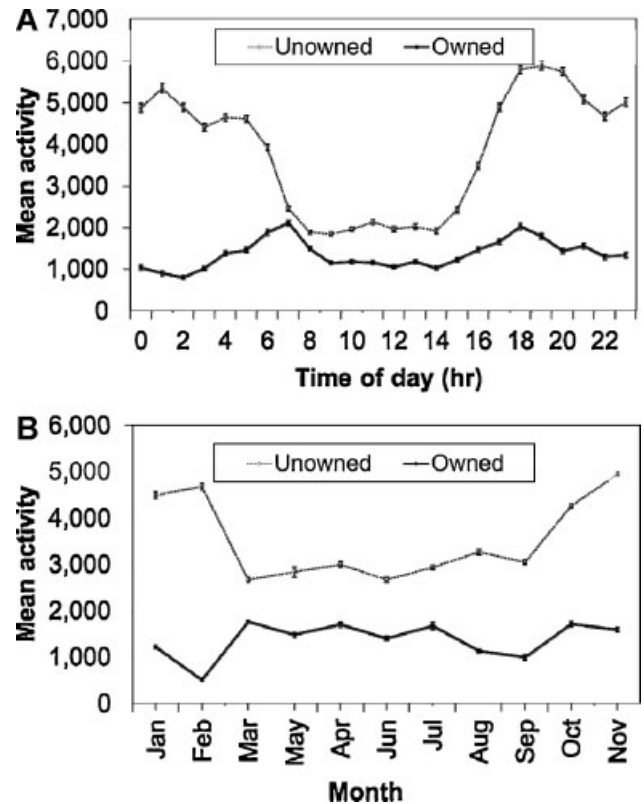 A
7,000
6,000
5,000
4,000
3,000
2,000
1,000
0
Mean activity
Unowned Owned
0 2 4 6 8 10 12 14 16 18 20 22
Time of day (hr)
B
6,000
5,000
4,000
3,000
2,000
1,000
0
Mean activity
Unowned Owned
Jan Feb Mar May Apr Jun Jul Aug Sep Oct Nov
Month